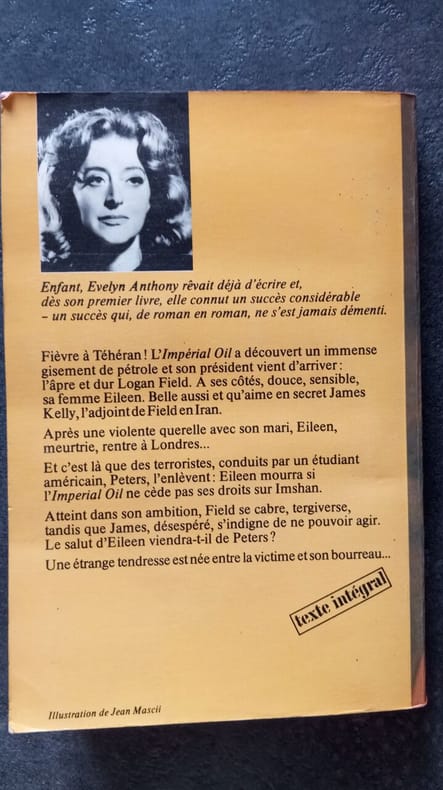 Enfant, Evelyn Anthony rêvait déjà d'écrire et,
dès son premier livre, elle connut un succès considérable
– un succès qui, de roman en roman, ne s'est jamais démenti.
Fièvre à Téhéran ! L'Impérial Oil a découvert un immense
gisement de pétrole et son président vient d'arriver :
l'âpre et dur Logan Field. A ses côtés, douce, sensible,
sa femme Eileen. Belle aussi et qu'aime en secret James
Kelly, l'adjoint de Field en Iran.
Après une violente querelle avec son mari, Eileen,
meurtrie, rentre à Londres...
Et c'est là que des terroristes, conduits par un étudiant
américain, Peters, l'enlèvent : Eileen mourra si
l'Imperial Oil ne cède pas ses droits sur Imshan.
Atteint dans son ambition, Field se cabre, tergiverse,
tandis que James, désespéré, s'indigne de ne pouvoir agir.
Le salut d'Eileen viendra-t-il de Peters ?
Une étrange tendresse est née entre la victime et son bourreau...
texte intégral
Illustration de Jean Mascii